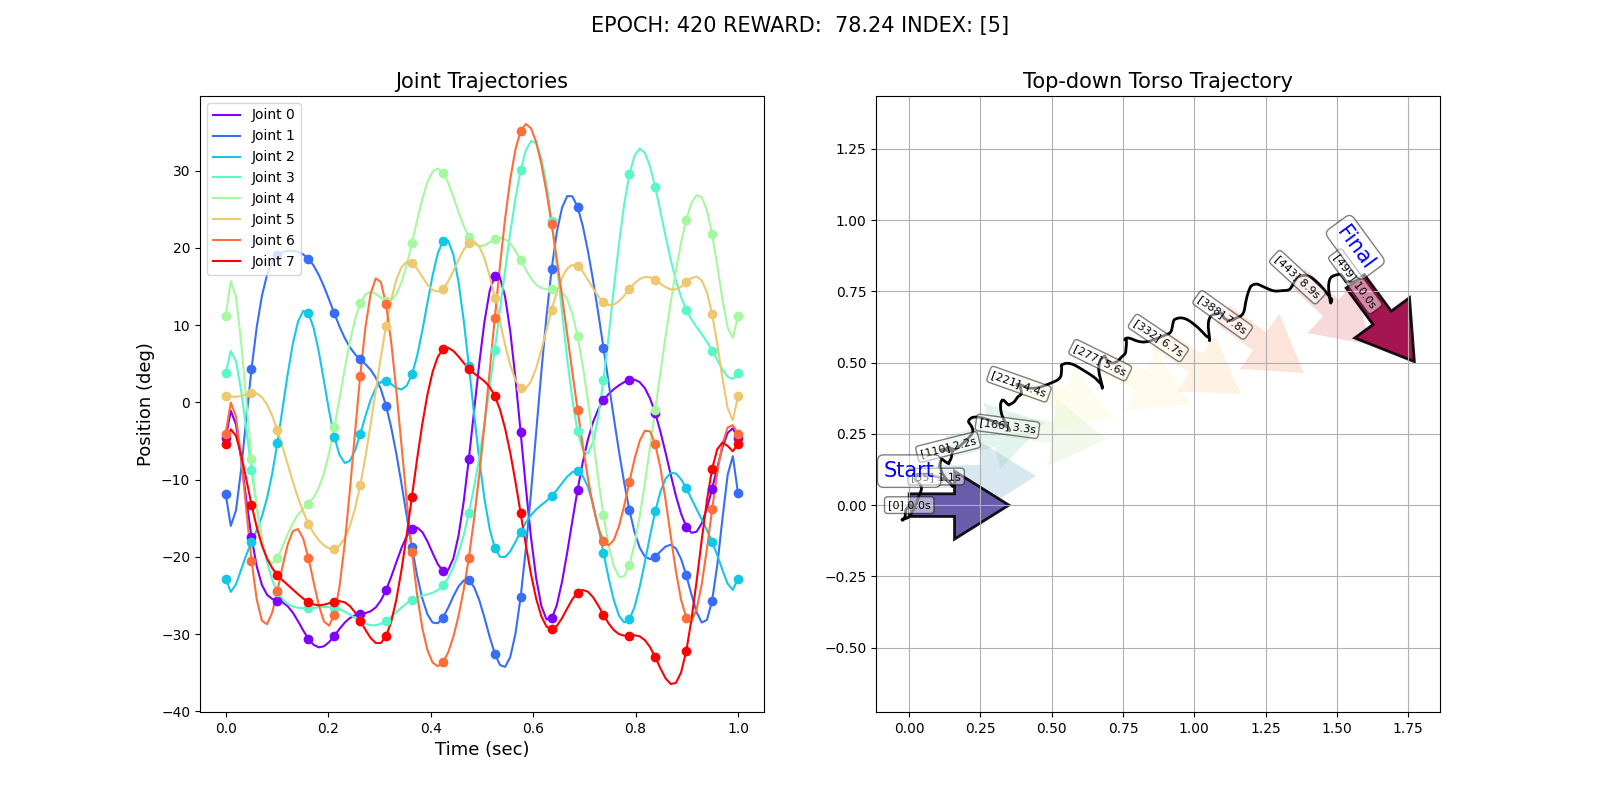 EPOCH: 420 REWARD:  78.24 INDEX: [5]
Joint Trajectories
Joint 0
Joint 1
Joint 2
Joint 3
Joint 4
Joint 5
Joint 6
Joint 7
30
20
10
0
−10
−20
−30
−40
Position (deg)
0.0
0.2
0.4
0.6
0.8
1.0
Time (sec)
Top-down Torso Trajectory
1.25
1.00
0.75
0.50
0.25
0.00
−0.25
−0.50
0.00
0.25
0.50
0.75
1.00
1.25
1.50
1.75
Start
Final
[0] 0.0s
[55] 1.1s
[110] 2.2s
[166] 3.3s
[221] 4.4s
[277] 5.6s
[332] 6.7s
[388] 7.8s
[443] 8.9s
[499] 10.0s